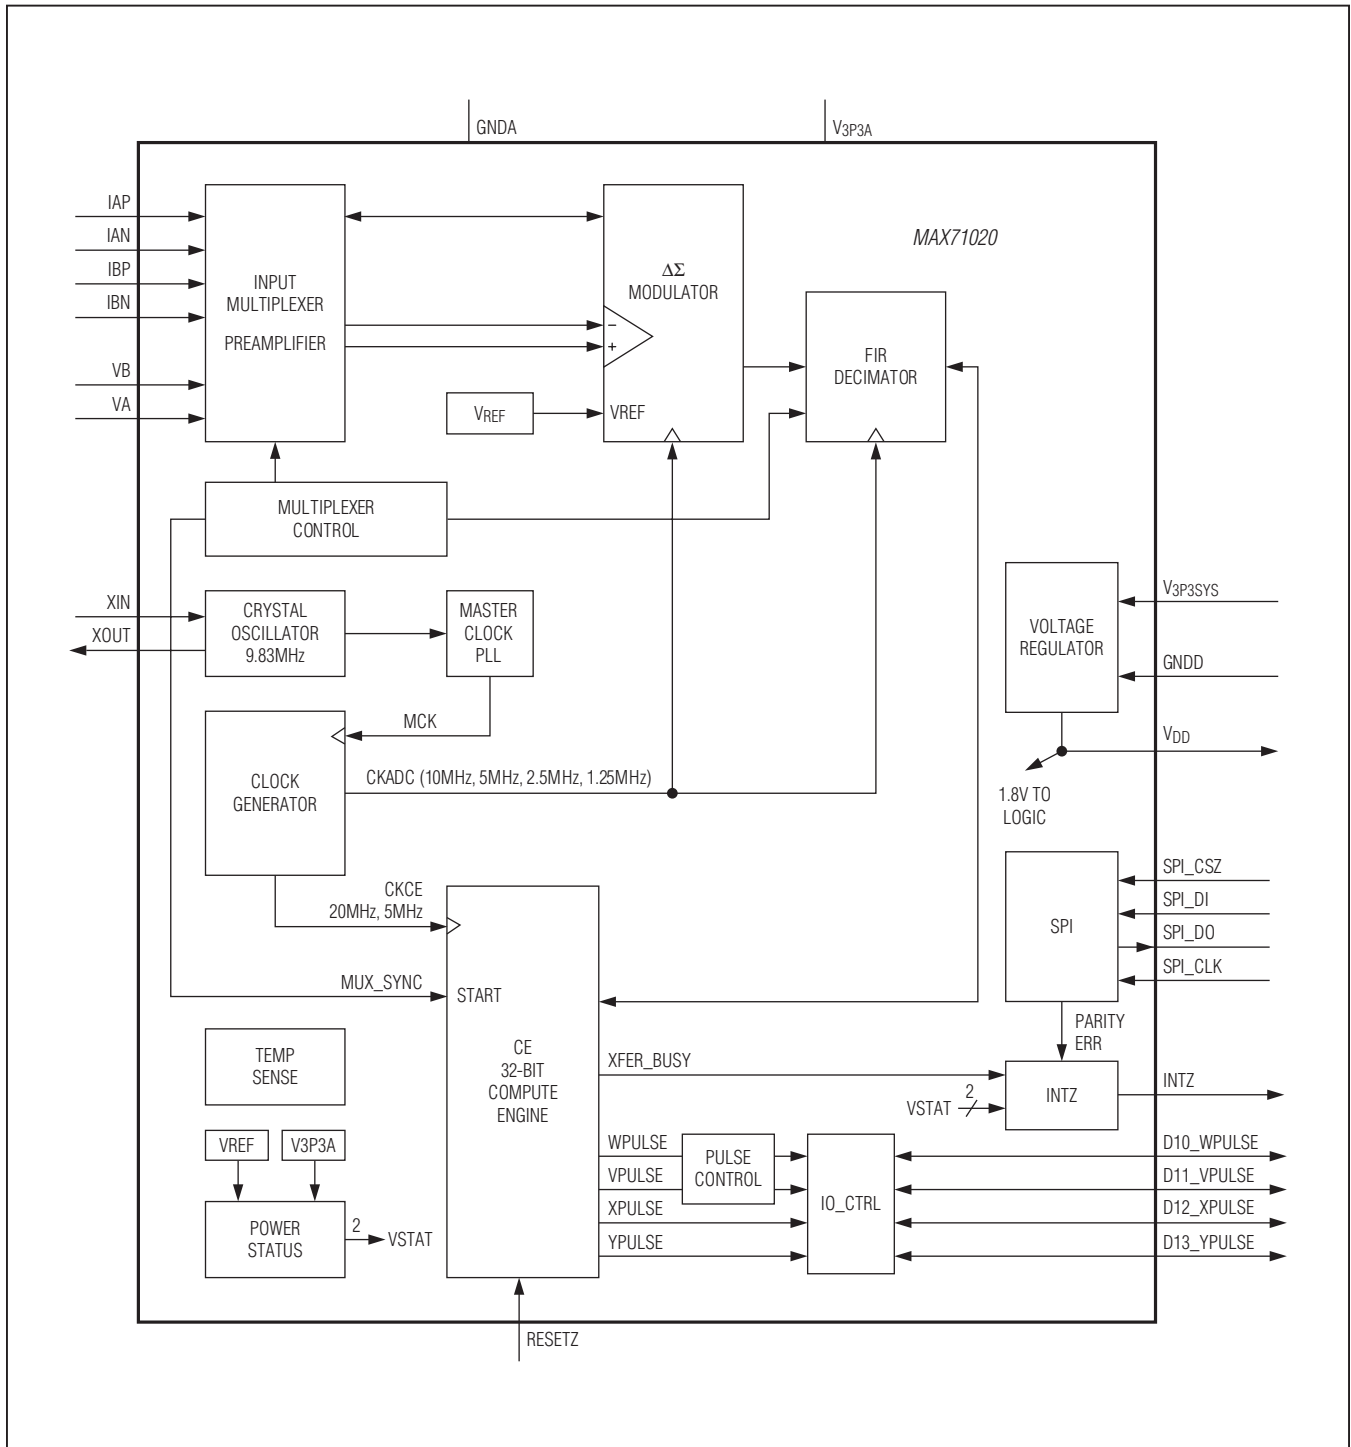 GNDA
V3P3A
IAP
IAN
IBP
IBN
VB
VA
INPUT
MULTIPLEXER
PREAMPLIFIER
ΔΣ
MODULATOR
−
+
VREF
VREF
MAX71020
FIR
DECIMATOR
MULTIPLEXER
CONTROL
XIN
XOUT
CRYSTAL
OSCILLATOR
9.83MHz
MASTER
CLOCK
PLL
MCK
CLOCK
GENERATOR
CKADC (10MHz, 5MHz, 2.5MHz, 1.25MHz)
VOLTAGE
REGULATOR
V3P3SYS
GNDD
VDD
1.8V TO
LOGIC
CKCE
20MHz, 5MHz
MUX_SYNC
START
CE
32-BIT
COMPUTE
ENGINE
SPI
SPI_CSZ
SPI_DI
SPI_DO
SPI_CLK
PARITY
ERR
TEMP
SENSE
XFER_BUSY
VSTAT
2
INTZ
INTZ
VREF
V3P3A
POWER
STATUS
2
VSTAT
WPULSE
VPULSE
XPULSE
YPULSE
PULSE
CONTROL
IO_CTRL
D10_WPULSE
D11_VPULSE
D12_XPULSE
D13_YPULSE
RESETZ